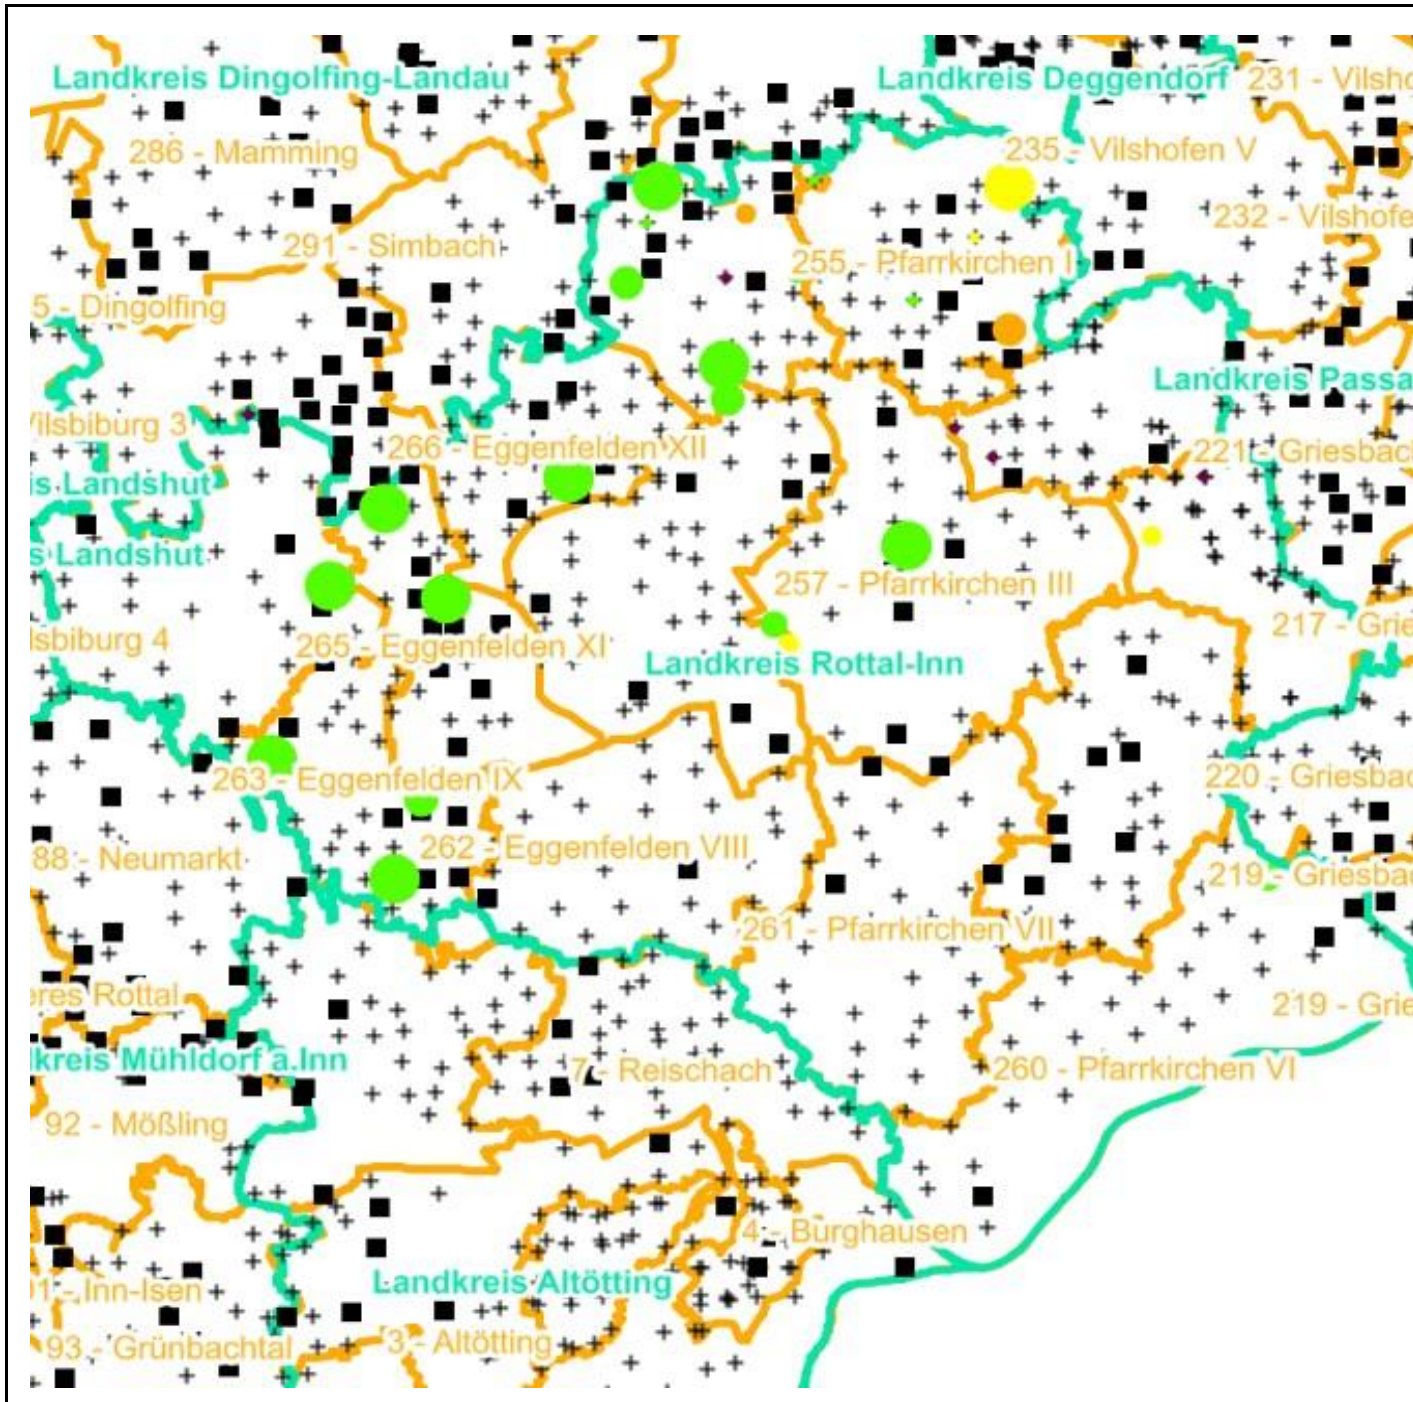 Landkreis Dingolfing-Landau
Landkreis Deggendorf
231 - Vilsho
286 - Mamming
235 - Vilshofen V
232 - Vilshofe
291 - Simbach
255 - Pfarrkirchen I
5 - Dingolfing
Landkreis Passa
ilsbiburg 3
266 - Eggenfelden XII
221 - Griesbach
is Landshut
s Landshut
257 - Pfarrkirchen III
lsbiburg 4
265 - Eggenfelden XI
217 - Grie
Landkreis Rottal-Inn
263 - Eggenfelden IX
220 - Griesbac
88 - Neumarkt
262 - Eggenfelden VIII
219 - Griesbac
261 - Pfarrkirchen VII
eres Rottal
219 - Grie
lkreis Mühldorf a.Inn
7 - Reischach
260 - Pfarrkirchen VI
92 - Mößling
4 - Burghausen
1 - Inn-Isen
Landkreis Altötting
93 - Grünbachtal
3 - Altötting